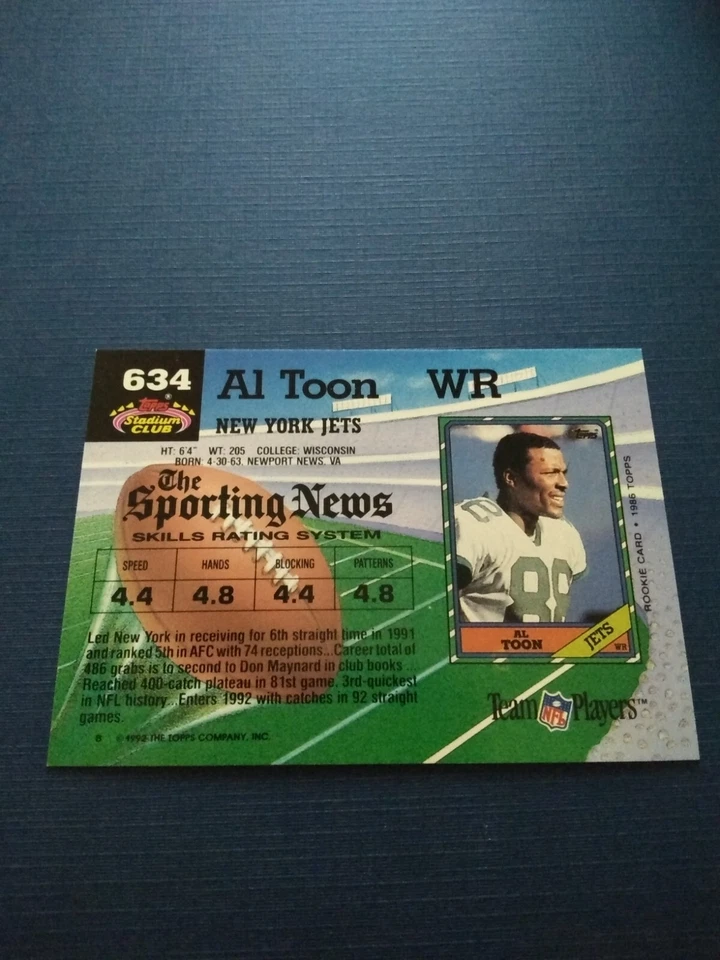 634
Topps®
Stadium
CLUB
Al Toon WR
NEW YORK JETS
HT: 6'4" WT: 205 COLLEGE: WISCONSIN
BORN: 4-30-63, NEWPORT NEWS, VA
The
Sporting News
SKILLS RATING SYSTEM
SPEED HANDS BLOCKING PATTERNS
4.4 4.8 4.4 4.8
Led New York in receiving for 6th straight time in 1991
and ranked 5th in AFC with 74 receptions...Career total of
486 grabs is to second to Don Maynard in club books ...
Reached 400-catch plateau in 81st game, 3rd-quickest
in NFL history...Enters 1992 with catches in 92 straight
games.
© 1992 THE TOPPS COMPANY, INC.
Topps
88
AL
TOON
JETS
WR
ROOKIE CARD • 1986 TOPPS
Team NFL Players™